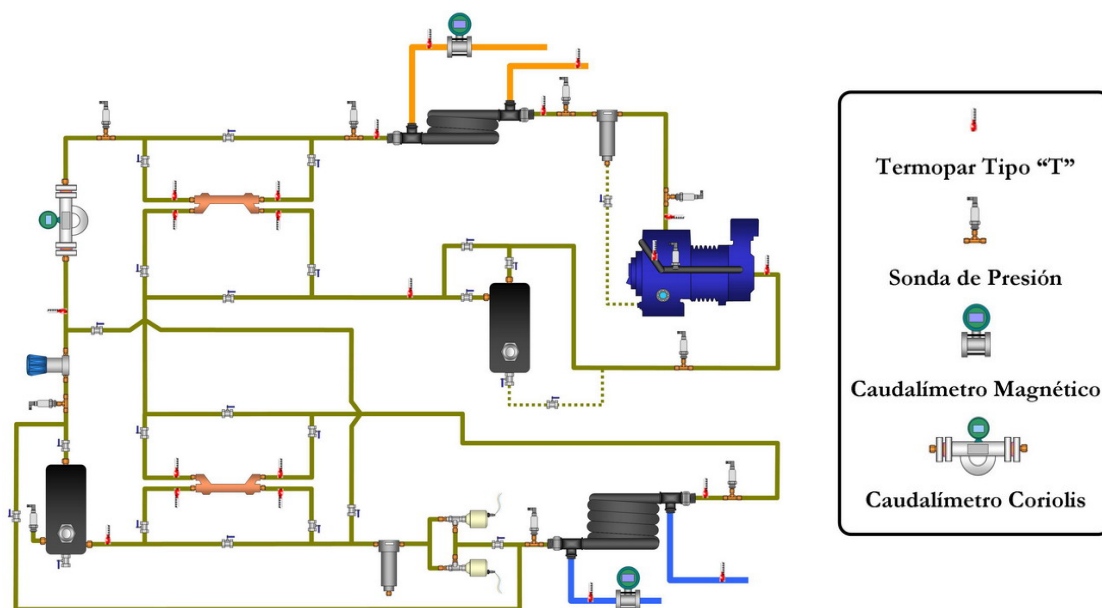 Termopar Tipo “T”
Sonda de Presión
Caudalímetro Magnético
Caudalímetro Coriolis